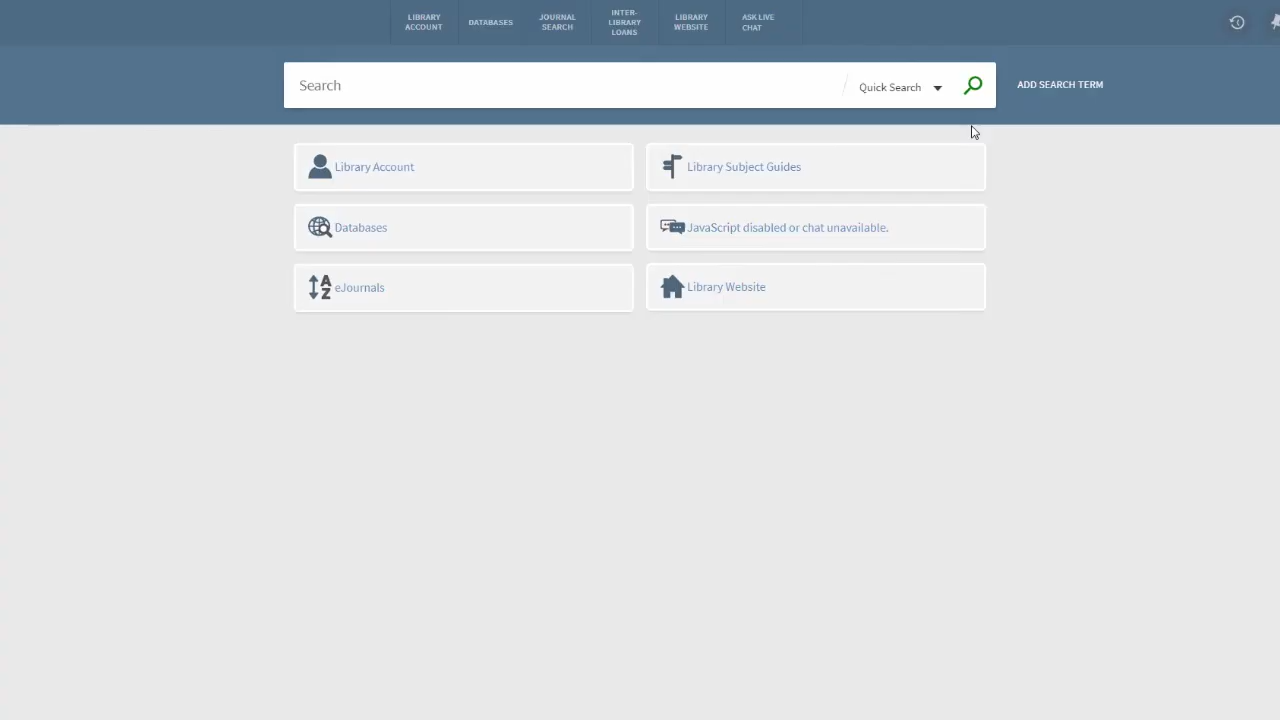 LIBRARY
ACCOUNT
DATABASES
JOURNAL
SEARCH
INTER-
LIBRARY
LOANS
LIBRARY
WEBSITE
ASK LIVE
CHAT
Search
Quick Search
ADD SEARCH TERM
Library Account
Library Subject Guides
Databases
JavaScript disabled or chat unavailable.
A
Z
eJournals
Library Website